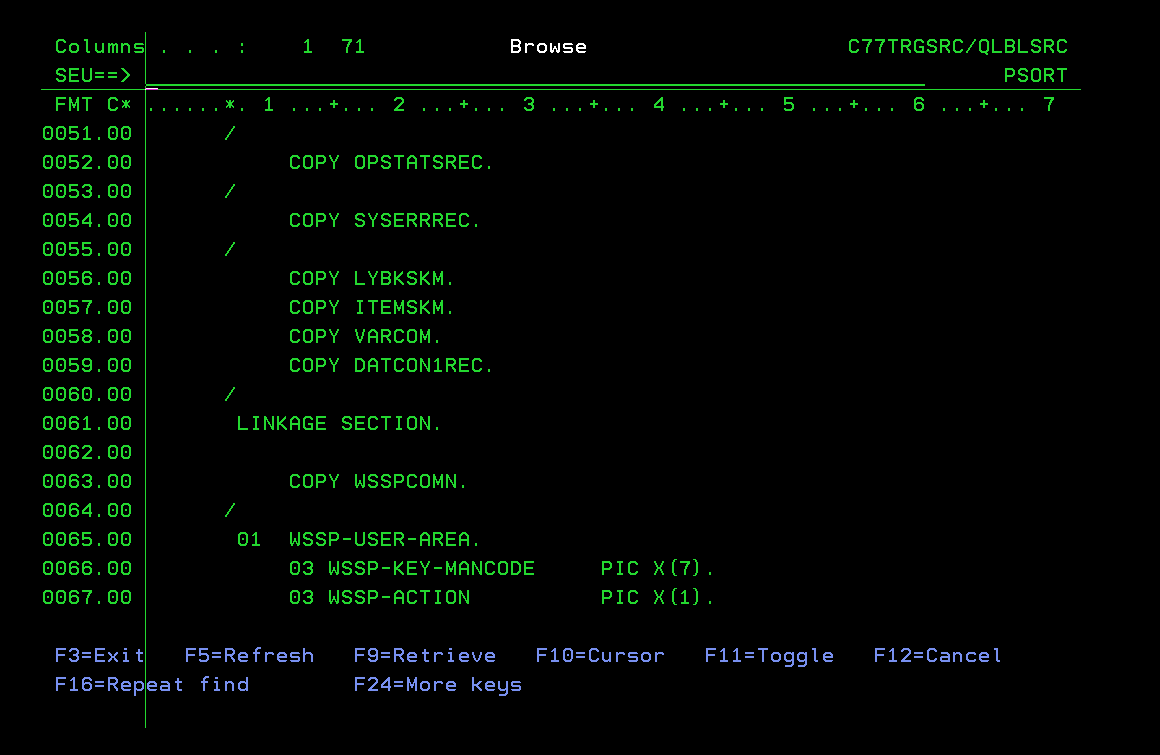 Columns . . . :    1  71            Browse                    C77TRGSRC/QLBLSRC
SEU==>                                                                    PSORT
FMT C* ......*. 1 ...+... 2 ...+... 3 ...+... 4 ...+... 5 ...+... 6 ...+... 7
0051.00       /
0052.00            COPY OPSTATSREC.
0053.00       /
0054.00            COPY SYSERRREC.
0055.00       /
0056.00            COPY LYBKSKM.
0057.00            COPY ITEMSKM.
0058.00            COPY VARCOM.
0059.00            COPY DATCON1REC.
0060.00       /
0061.00        LINKAGE SECTION.
0062.00
0063.00            COPY WSSPCOMN.
0064.00       /
0065.00        01  WSSP-USER-AREA.
0066.00            03 WSSP-KEY-MANCODE     PIC X(7).
0067.00            03 WSSP-ACTION          PIC X(1).
F3=Exit   F5=Refresh   F9=Retrieve   F10=Cursor   F11=Toggle   F12=Cancel
F16=Repeat find        F24=More keys